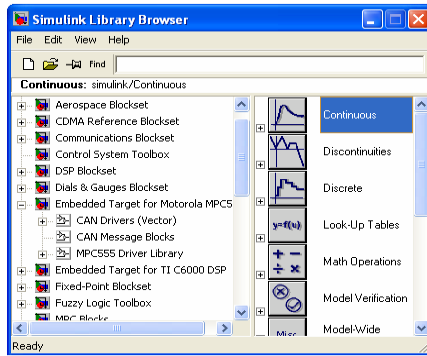 Simulink Library Browser
File Edit View Help
find
Continuous: simulink/Continuous
Aerospace Blockset
CDMA Reference Blockset
Communications Blockset
Control System Toolbox
DSP Blockset
Dials & Gauges Blockset
Embedded Target for Motorola MPC5
CAN Drivers (Vector)
CAN Message Blocks
MPC555 Driver Library
Embedded Target for TI C6000 DSP
Fixed-Point Blockset
Fuzzy Logic Toolbox
MPC Blocks
Continuous
Discontinuities
Discrete
y=f(u) Look-Up Tables
+ − ÷ × Math Operations
Model Verification
Misc Model-Wide
Ready